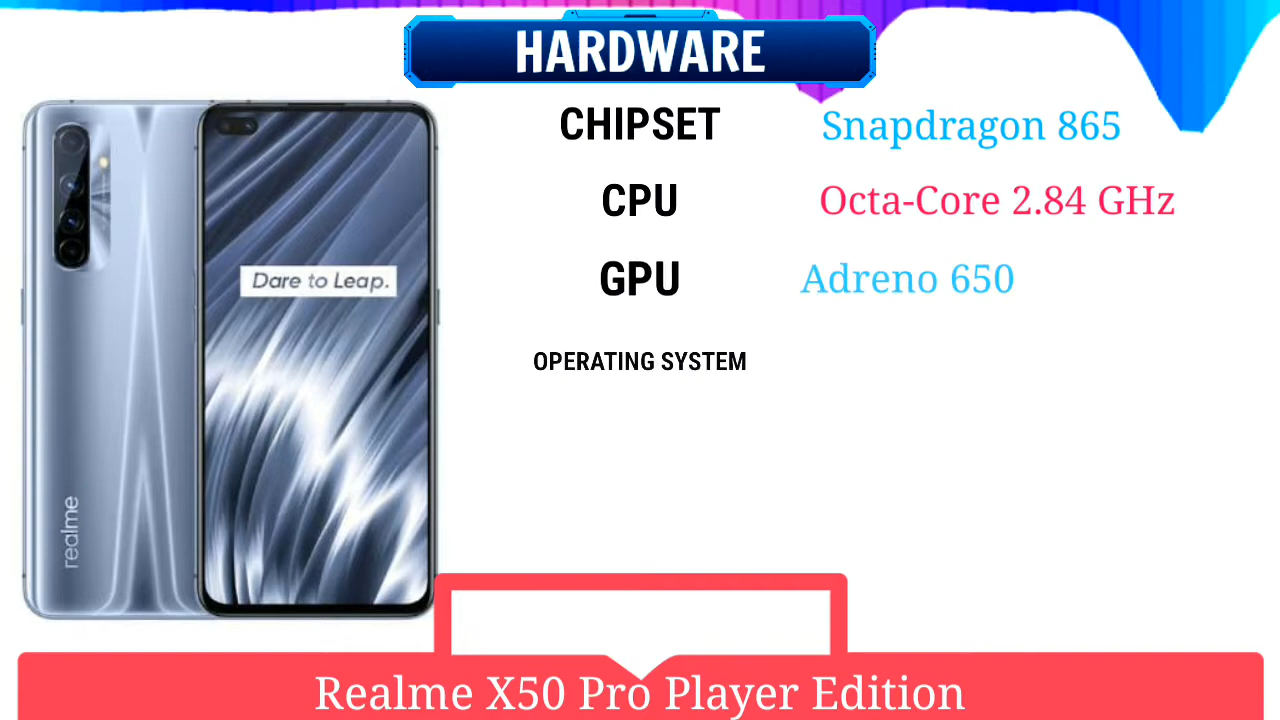 HARDWARE
CHIPSET Snapdragon 865
CPU Octa-Core 2.84 GHz
GPU Adreno 650
OPERATING SYSTEM
Dare to Leap.
realme
Realme X50 Pro Player Edition